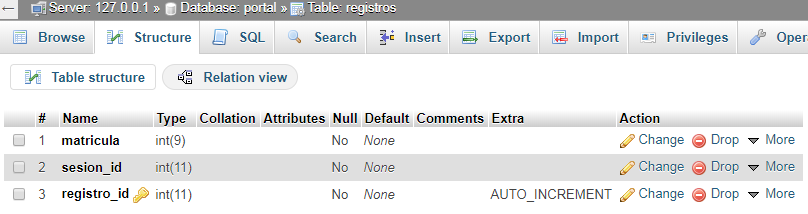 ← Server: 127.0.0.1 » Database: portal » Table: registros
Browse Structure SQL Search Insert Export Import Privileges
Table structure Relation view
# Name Type Collation Attributes Null Default Comments Extra Action
1 matricula int(9) No None Change Drop More
2 sesion_id int(11) No None Change Drop More
3 registro_id int(11) No None AUTO_INCREMENT Change Drop More